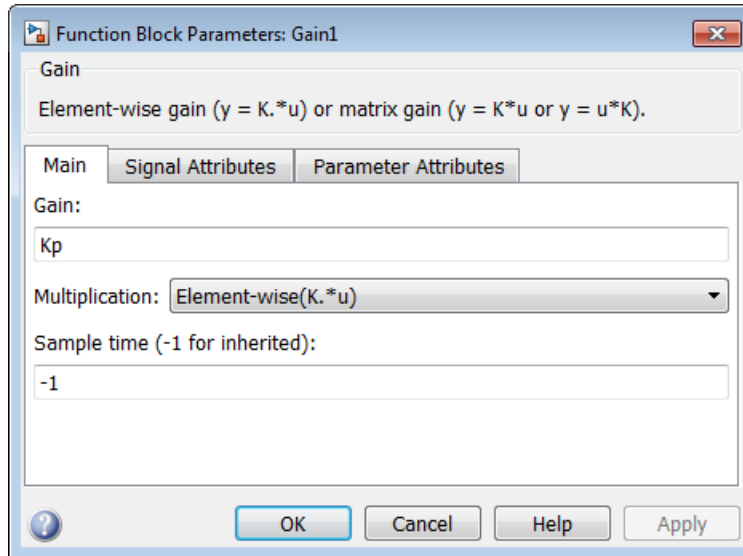 Function Block Parameters: Gain1
Gain
Element-wise gain (y = K.*u) or matrix gain (y = K*u or y = u*K).
Main Signal Attributes Parameter Attributes
Gain:
Kp
Multiplication: Element-wise(K.*u)
Sample time (-1 for inherited):
-1
? OK Cancel Help Apply